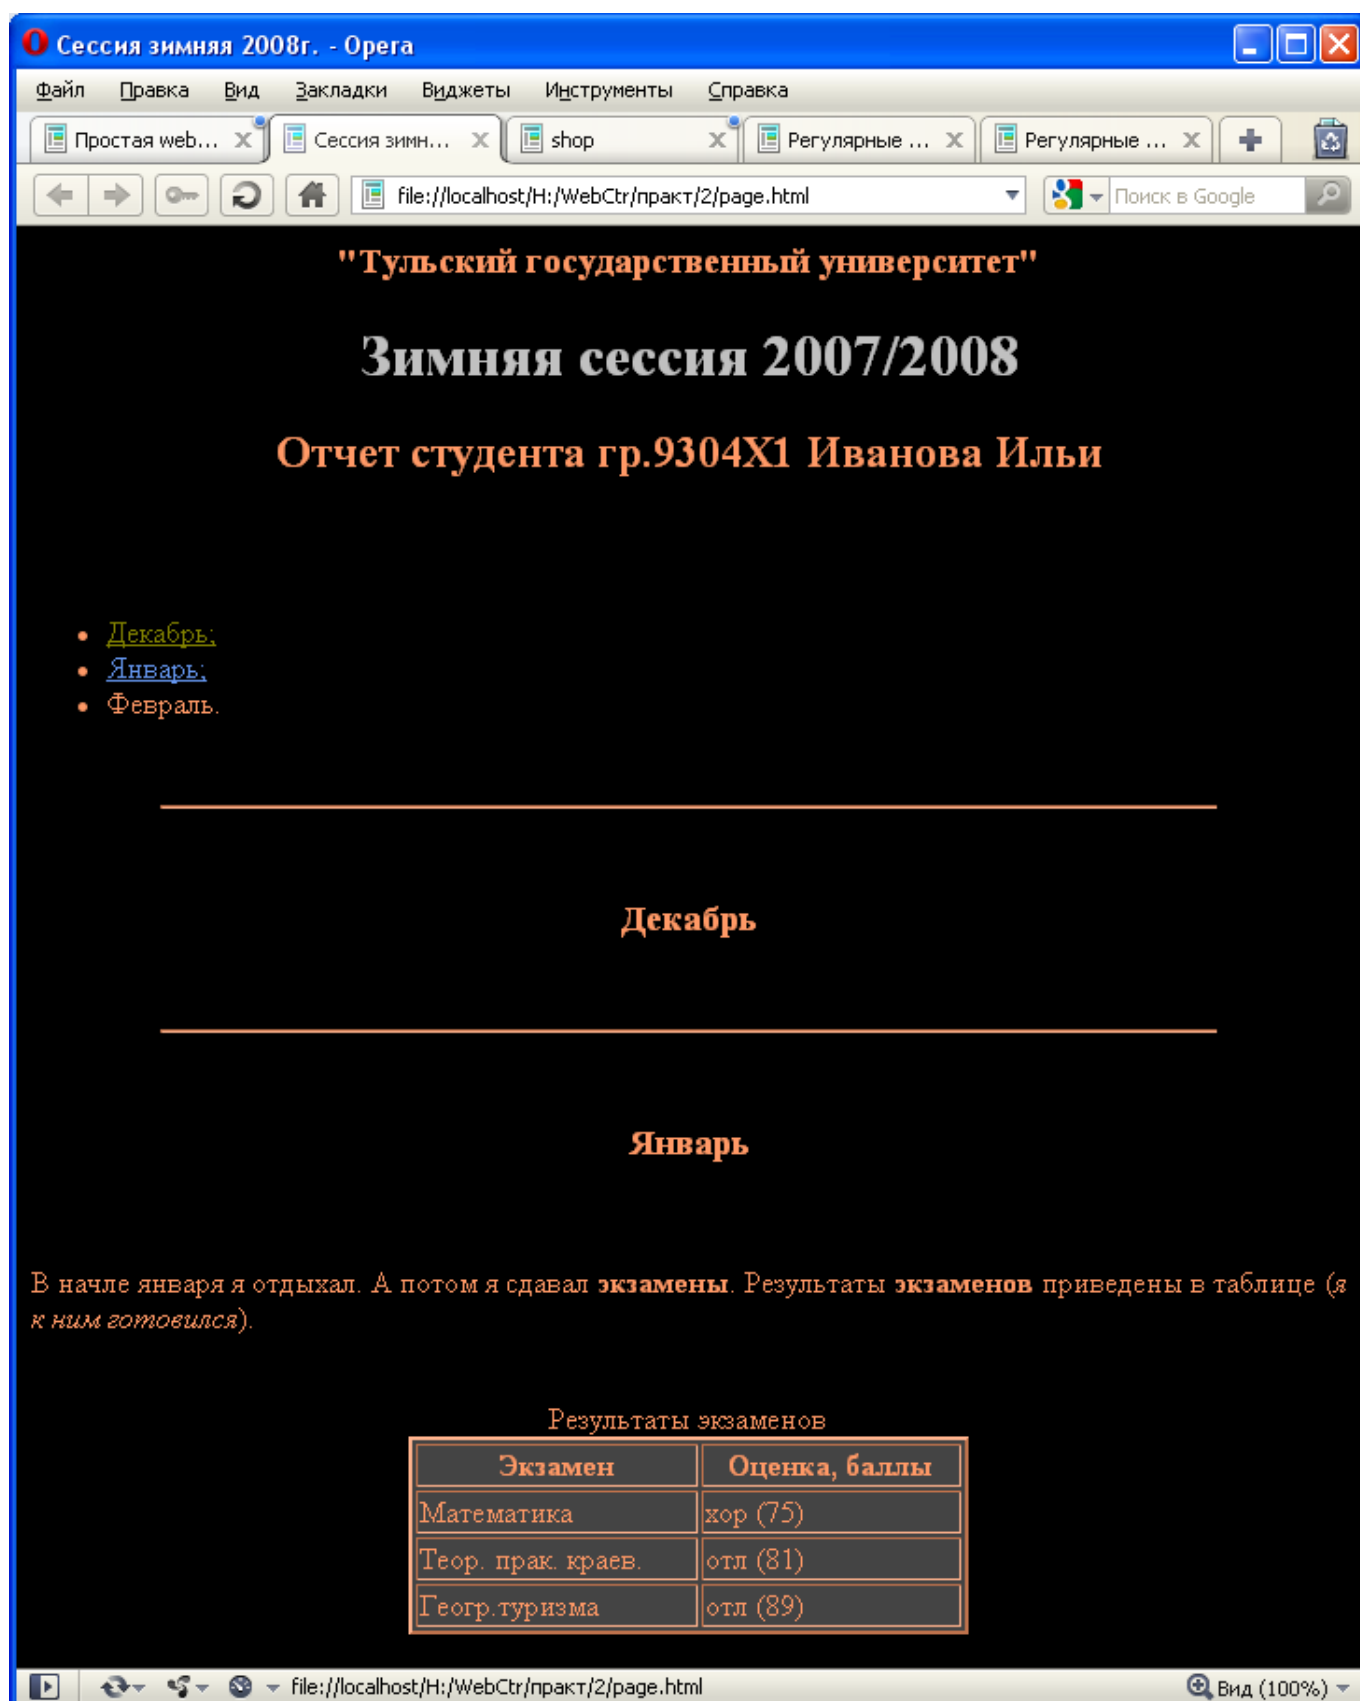 Сессия зимняя 2008г. - Opera
Файл Правка Вид Закладки Виджеты Инструменты Справка
Простая web... Сессия зимн... shop Регулярные ... Регулярные ...
file://localhost/H:/WebCtr/практ/2/page.html Поиск в Google
"Тульский государственный университет"
Зимняя сессия 2007/2008
Отчет студента гр.9304Х1 Иванова Ильи
Декабрь;
Январь;
Февраль.
Декабрь
Январь
В начле января я отдыхал. А потом я сдавал экзамены. Результаты экзаменов приведены в таблице (я
к ним готовился).
Результаты экзаменов
Экзамен Оценка, баллы
Математика хор (75)
Теор. прак. краев. отл (81)
Геогр.туризма отл (89)
file://localhost/H:/WebCtr/практ/2/page.html Вид (100%)